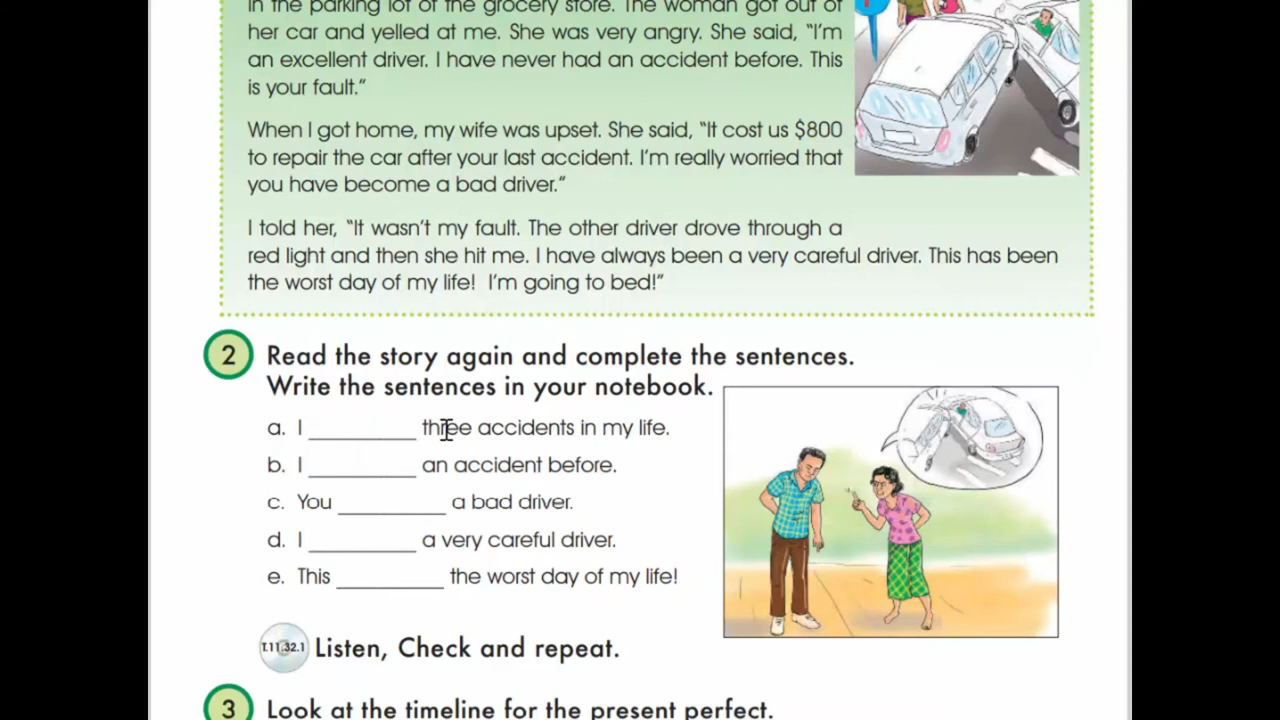 in the parking lot of the grocery store. The woman got out of
her car and yelled at me. She was very angry. She said, “I’m
an excellent driver. I have never had an accident before. This
is your fault.”
When I got home, my wife was upset. She said, “It cost us $800
to repair the car after your last accident. I’m really worried that
you have become a bad driver.”
I told her, “It wasn’t my fault. The other driver drove through a
red light and then she hit me. I have always been a very careful driver. This has been
the worst day of my life! I’m going to bed!”
2 Read the story again and complete the sentences.
Write the sentences in your notebook.
a. I __________ three accidents in my life.
b. I __________ an accident before.
c. You __________ a bad driver.
d. I __________ a very careful driver.
e. This __________ the worst day of my life!
T.11.32.1 Listen, Check and repeat.
3 Look at the timeline for the present perfect.